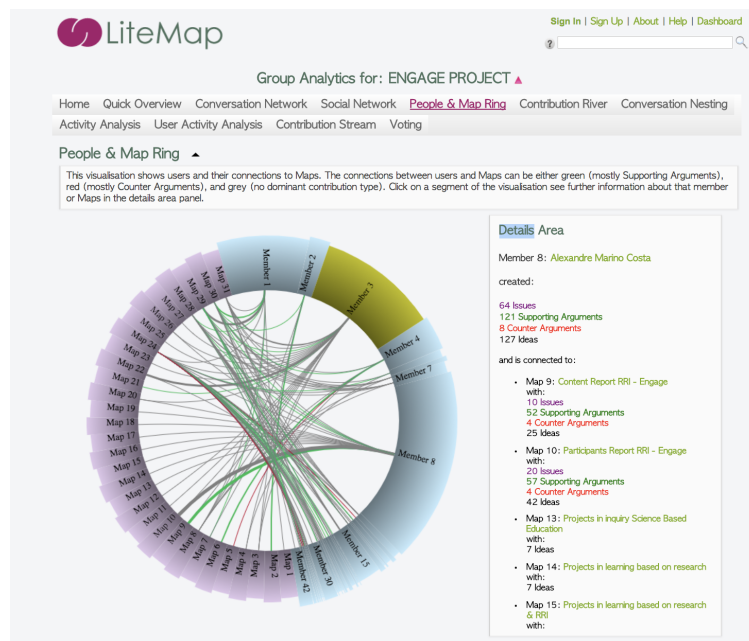 LiteMap
Sign In | Sign Up | About | Help | Dashboard
?
Group Analytics for: ENGAGE PROJECT
Home Quick Overview Conversation Network Social Network People & Map Ring Contribution River Conversation Nesting
Activity Analysis User Activity Analysis Contribution Stream Voting
People & Map Ring
This visualisation shows users and their connections to Maps. The connections between users and Maps can be either green (mostly Supporting Arguments),
red (mostly Counter Arguments), and grey (no dominant contribution type). Click on a segment of the visualisation see further information about that member
or Maps in the details area panel.
Member 1
Member 2
Member 3
Member 4
Member 7
Member 8
Member 15
Member 30
Member 42
Map 1
Map 2
Map 3
Map 4
Map 5
Map 6
Map 7
Map 8
Map 9
Map 10
Map 11
Map 12
Map 13
Map 14
Map 15
Map 16
Map 17
Map 18
Map 19
Map 20
Map 21
Map 22
Map 23
Map 24
Map 25
Map 26
Map 27
Map 28
Map 29
Map 30
Map 31
Details Area
Member 8: Alexandre Marino Costa
created:
64 Issues
121 Supporting Arguments
8 Counter Arguments
127 Ideas
and is connected to:
• Map 9: Content Report RRI - Engage
with:
10 Issues
52 Supporting Arguments
4 Counter Arguments
25 Ideas
• Map 10: Participants Report RRI - Engage
with:
20 Issues
57 Supporting Arguments
4 Counter Arguments
42 Ideas
• Map 13: Projects in inquiry Science Based
Education
with:
7 Ideas
• Map 14: Projects in learning based on research
with:
7 Ideas
• Map 15: Projects in learning based on research
& RRI
with: